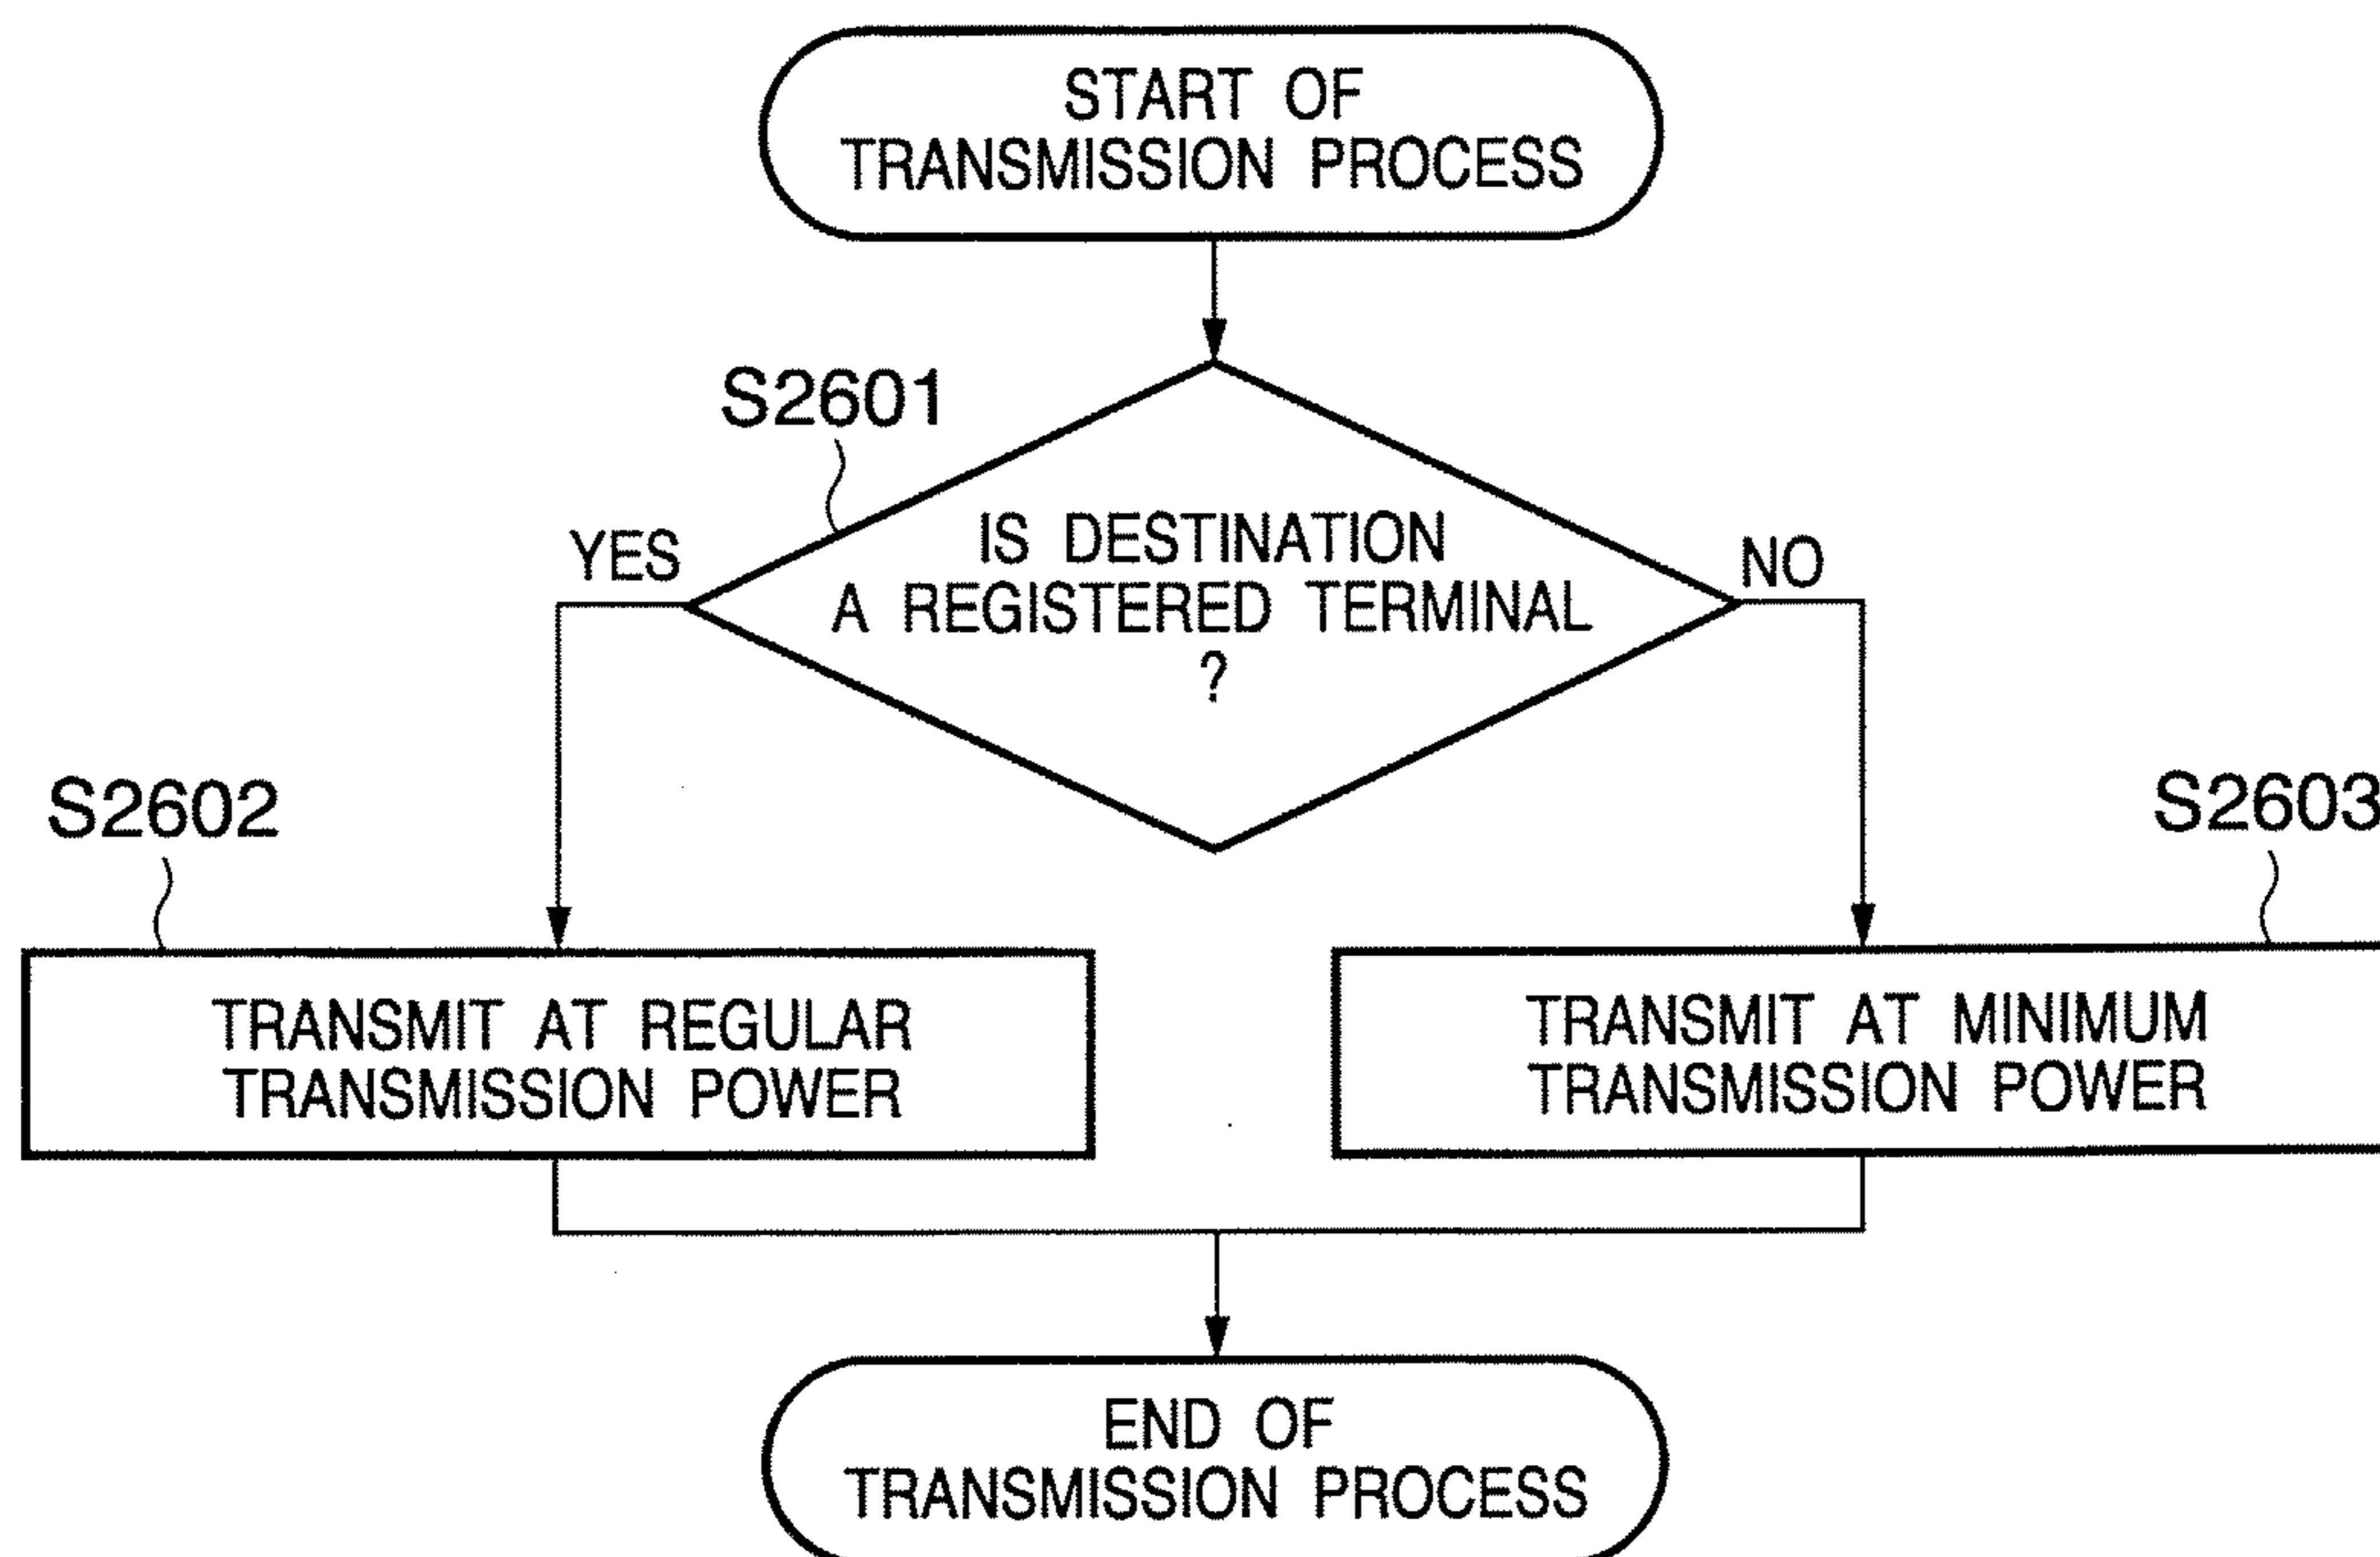 START OF
TRANSMISSION PROCESS
S2601
IS DESTINATION
A REGISTERED TERMINAL
?
YES
NO
S2602
S2603
TRANSMIT AT REGULAR
TRANSMISSION POWER
TRANSMIT AT MINIMUM
TRANSMISSION POWER
END OF
TRANSMISSION PROCESS